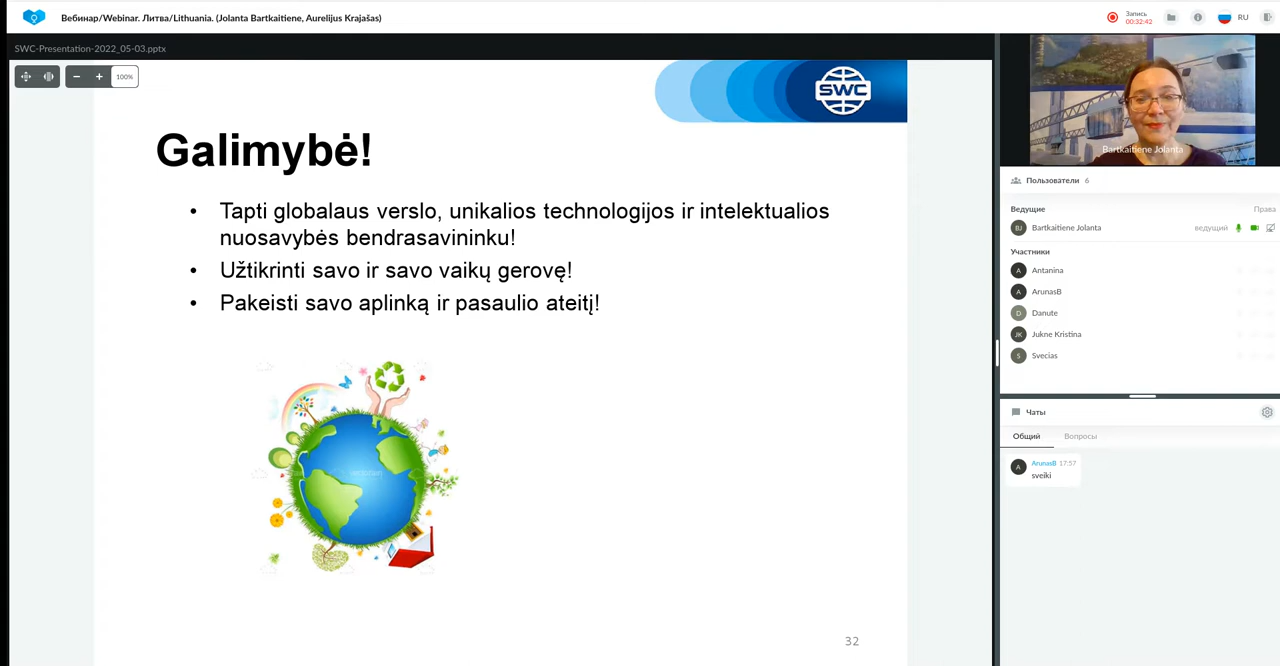 Вебинар/Webinar. Литва/Lithuania. (Jolanta Bartkaitiene, Aurelijus Krajašas)
Запись
00:32:42
RU
SWC-Presentation-2022_05-03.pptx
100%
SWC
Galimybė!
• Tapti globalaus verslo, unikalios technologijos ir intelektualios
nuosavybės bendrasavininku!
• Užtikrinti savo ir savo vaikų gerovę!
• Pakeisti savo aplinką ir pasaulio ateitį!
32
Bartkaitiene Jolanta
Пользователи 6
Ведущие Права
BJ Bartkaitiene Jolanta ведущий
Участники
A Antanina
A ArunasB
D Danute
JK Jukne Kristina
S Svecias
Чаты
Общий Вопросы
A ArunasB 17:57
sveiki